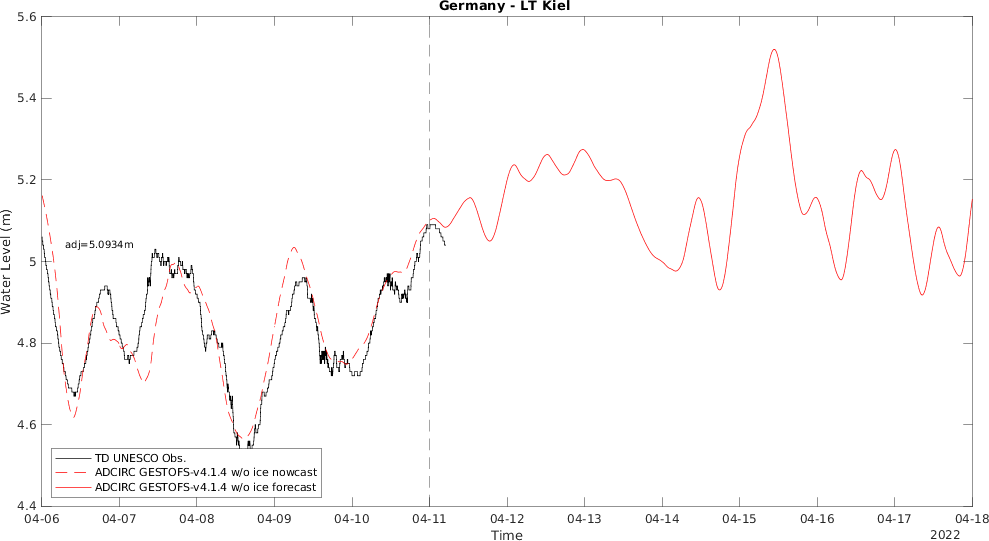 Germany - LT Kiel
5.6
5.4
5.2
5
4.8
4.6
4.4
Water Level (m)
adj=5.0934m
TD UNESCO Obs.
ADCIRC GESTOFS-v4.1.4 w/o ice nowcast
ADCIRC GESTOFS-v4.1.4 w/o ice forecast
04-06 04-07 04-08 04-09 04-10 04-11 04-12 04-13 04-14 04-15 04-16 04-17 04-18
Time
2022